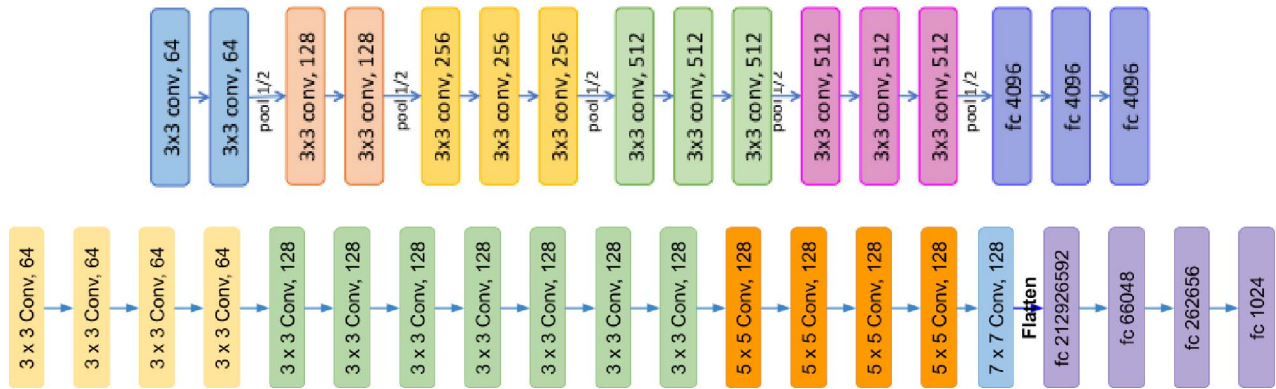 3x3 conv, 64
3x3 conv, 64
pool 1/2
3x3 conv, 128
3x3 conv, 128
pool 1/2
3x3 conv, 256
3x3 conv, 256
3x3 conv, 256
pool 1/2
3x3 conv, 512
3x3 conv, 512
3x3 conv, 512
pool 1/2
3x3 conv, 512
3x3 conv, 512
3x3 conv, 512
pool 1/2
fc 4096
fc 4096
fc 4096
3 x 3 Conv, 64
3 x 3 Conv, 64
3 x 3 Conv, 64
3 x 3 Conv, 64
3 x 3 Conv, 128
3 x 3 Conv, 128
3 x 3 Conv, 128
3 x 3 Conv, 128
3 x 3 Conv, 128
3 x 3 Conv, 128
3 x 3 Conv, 128
5 x 5 Conv, 128
5 x 5 Conv, 128
5 x 5 Conv, 128
5 x 5 Conv, 128
7 x 7 Conv, 128
Flatten
fc 212926592
fc 66048
fc 262656
fc 1024